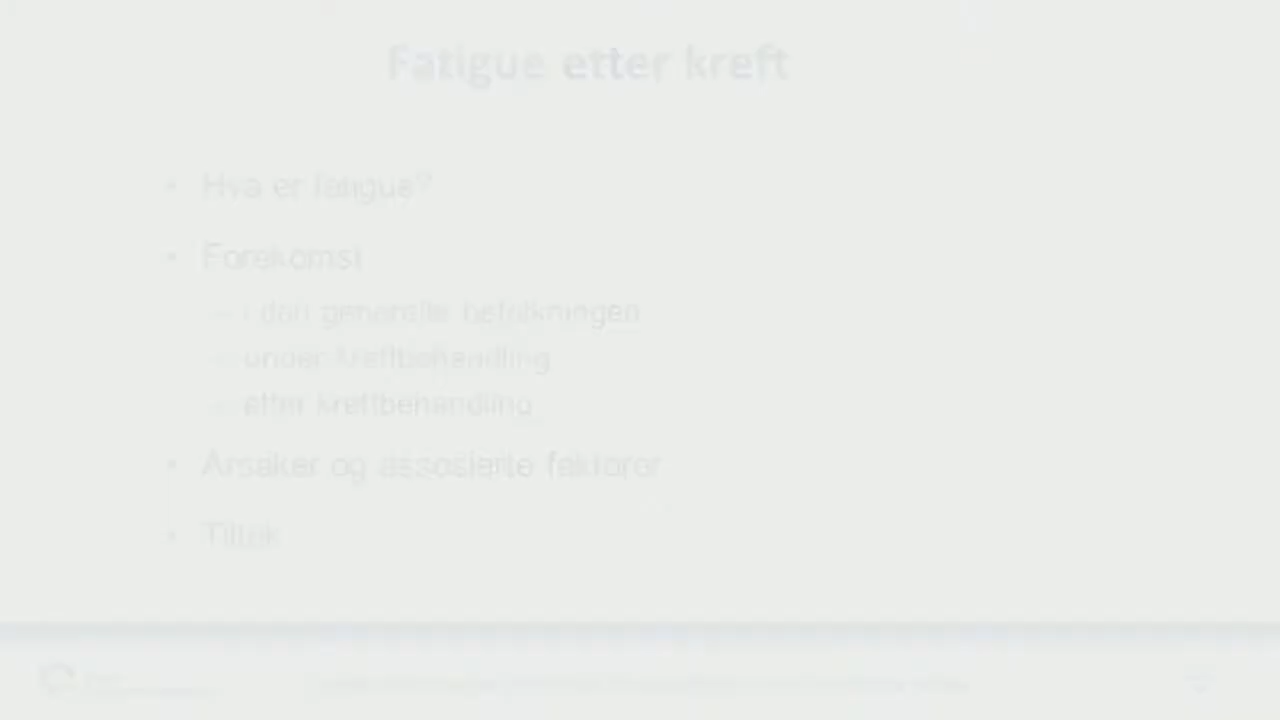 Fatigue etter kreft
• Hva er fatigue?
• Forekomst
– i den generelle befolkningen
– under kreftbehandling
– etter kreftbehandling
• Årsaker og assosierte faktorer
• Tiltak